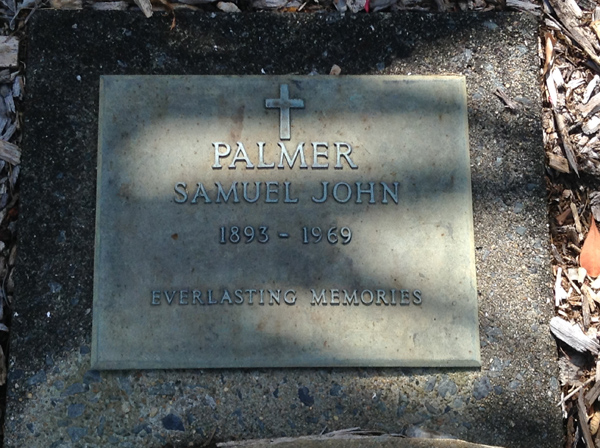 PALMER
SAMUEL JOHN
1893 - 1969
EVERLASTING MEMORIES